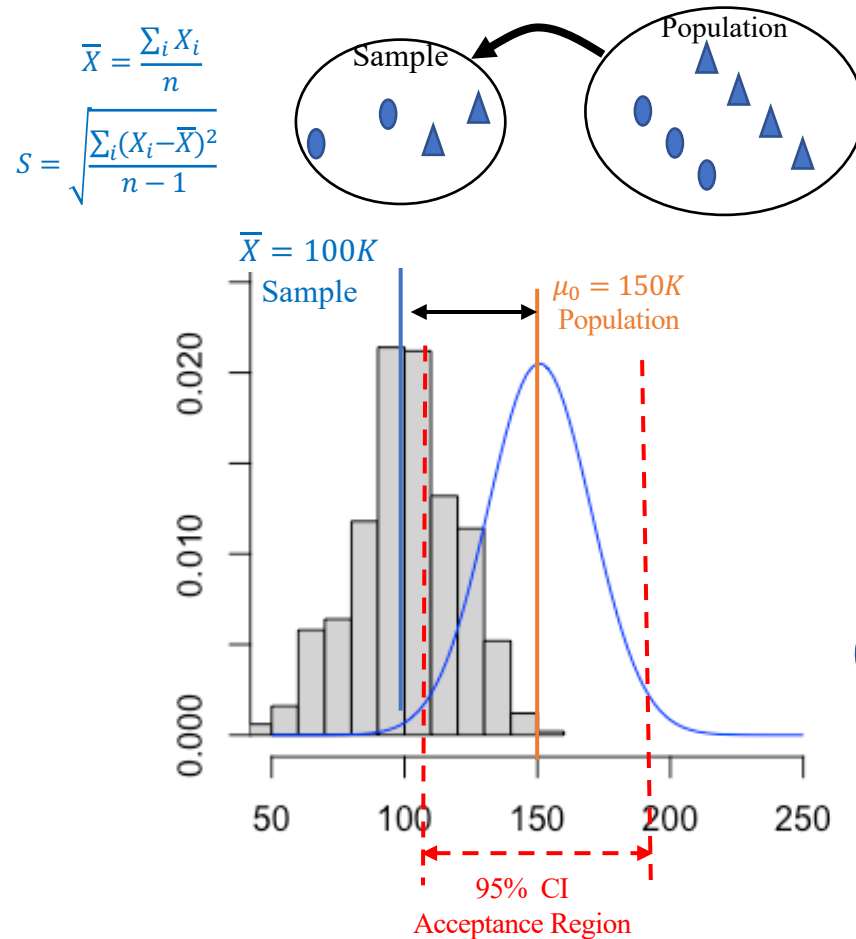 X̄ = ∑ᵢ Xᵢ / n
S = √(∑ᵢ(Xᵢ−X̄)² / (n − 1))
Sample
Population
X̄ = 100K
Sample
μ₀ = 150K
Population
0.020
0.010
0.000
50 100 150 200 250
95% CI
Acceptance Region